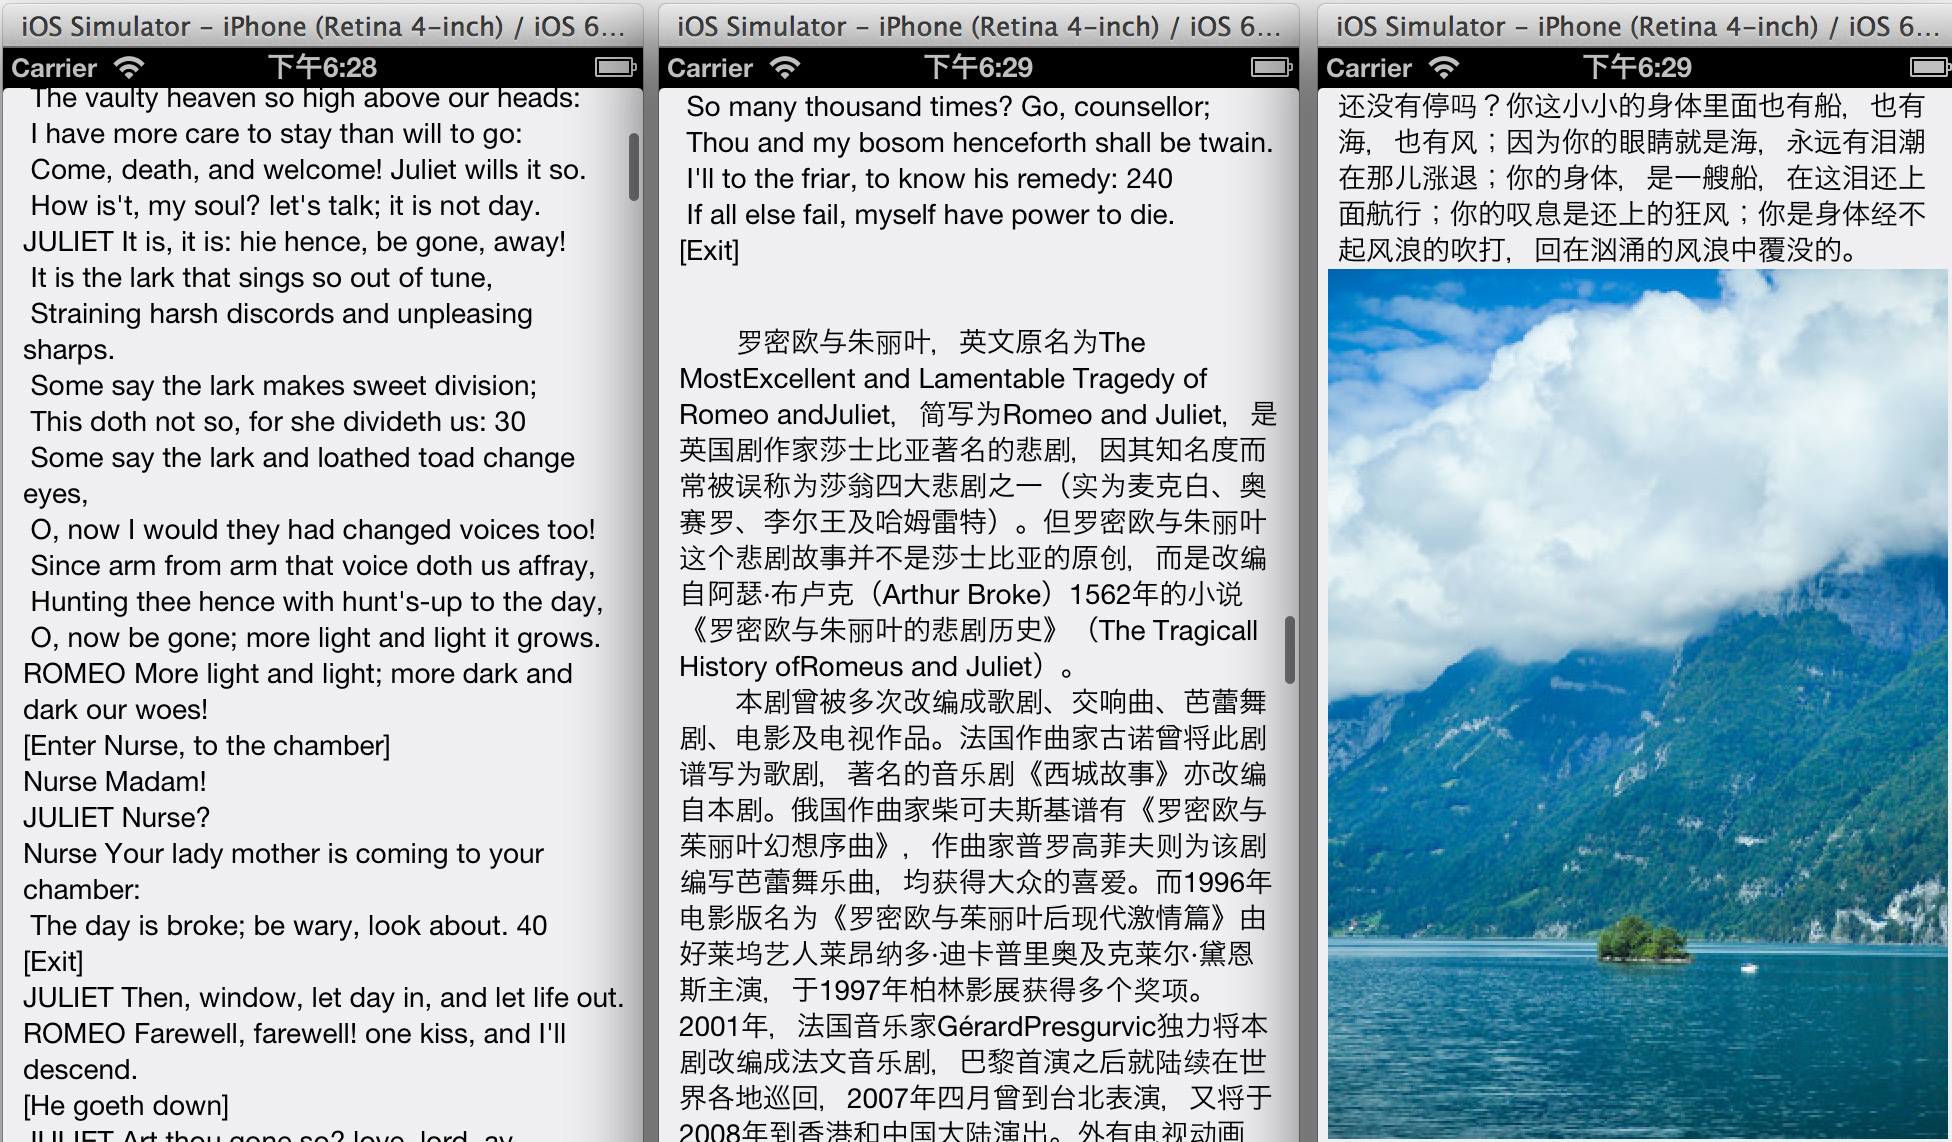 iOS Simulator – iPhone (Retina 4-inch) / iOS 6...
Carrier 下午6:28
The vaulty heaven so high above our heads:
I have more care to stay than will to go:
Come, death, and welcome! Juliet wills it so.
How is't, my soul? let's talk; it is not day.
JULIET It is, it is: hie hence, be gone, away!
It is the lark that sings so out of tune,
Straining harsh discords and unpleasing
sharps.
Some say the lark makes sweet division;
This doth not so, for she divideth us: 30
Some say the lark and loathed toad change
eyes,
O, now I would they had changed voices too!
Since arm from arm that voice doth us affray,
Hunting thee hence with hunt's-up to the day,
O, now be gone; more light and light it grows.
ROMEO More light and light; more dark and
dark our woes!
[Enter Nurse, to the chamber]
Nurse Madam!
JULIET Nurse?
Nurse Your lady mother is coming to your
chamber:
The day is broke; be wary, look about. 40
[Exit]
JULIET Then, window, let day in, and let life out.
ROMEO Farewell, farewell! one kiss, and I'll
descend.
[He goeth down]
JULIET Art thou gone so? love, lord, ay,
iOS Simulator – iPhone (Retina 4-inch) / iOS 6...
Carrier 下午6:29
So many thousand times? Go, counsellor;
Thou and my bosom henceforth shall be twain.
I'll to the friar, to know his remedy: 240
If all else fail, myself have power to die.
[Exit]
罗密欧与朱丽叶，英文原名为The
MostExcellent and Lamentable Tragedy of
Romeo andJuliet，简写为Romeo and Juliet，是
英国剧作家莎士比亚著名的悲剧，因其知名度而
常被误称为莎翁四大悲剧之一（实为麦克白、奥
赛罗、李尔王及哈姆雷特）。但罗密欧与朱丽叶
这个悲剧故事并不是莎士比亚的原创，而是改编
自阿瑟·布卢克（Arthur Broke）1562年的小说
《罗密欧与朱丽叶的悲剧历史》（The Tragicall
History ofRomeus and Juliet）。
本剧曾被多次改编成歌剧、交响曲、芭蕾舞
剧、电影及电视作品。法国作曲家古诺曾将此剧
谱写为歌剧，著名的音乐剧《西城故事》亦改编
自本剧。俄国作曲家柴可夫斯基谱有《罗密欧与
茱丽叶幻想序曲》，作曲家普罗高菲夫则为该剧
编写芭蕾舞乐曲，均获得大众的喜爱。而1996年
电影版名为《罗密欧与茱丽叶后现代激情篇》由
好莱坞艺人莱昂纳多·迪卡普里奥及克莱尔·黛恩
斯主演，于1997年柏林影展获得多个奖项。
2001年，法国音乐家GérardPresgurvic独力将本
剧改编成法文音乐剧，巴黎首演之后就陆续在世
界各地巡回，2007年四月曾到台北表演，又将于
2008年到香港和中国大陆演出。外有电视动画
iOS Simulator – iPhone (Retina 4-inch) / iOS 6...
Carrier 下午6:29
还没有停吗？你这小小的身体里面也有船，也有
海，也有风；因为你的眼睛就是海，永远有泪潮
在那儿涨退；你的身体，是一艘船，在这泪还上
面航行；你的叹息是还上的狂风；你是身体经不
起风浪的吹打，回在汹涌的风浪中覆没的。